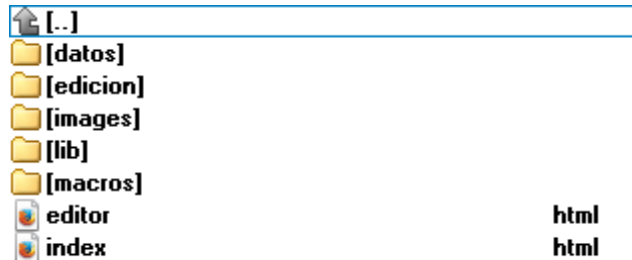 [..]
[datos]
[edicion]
[images]
[lib]
[macros]
editor html
index html